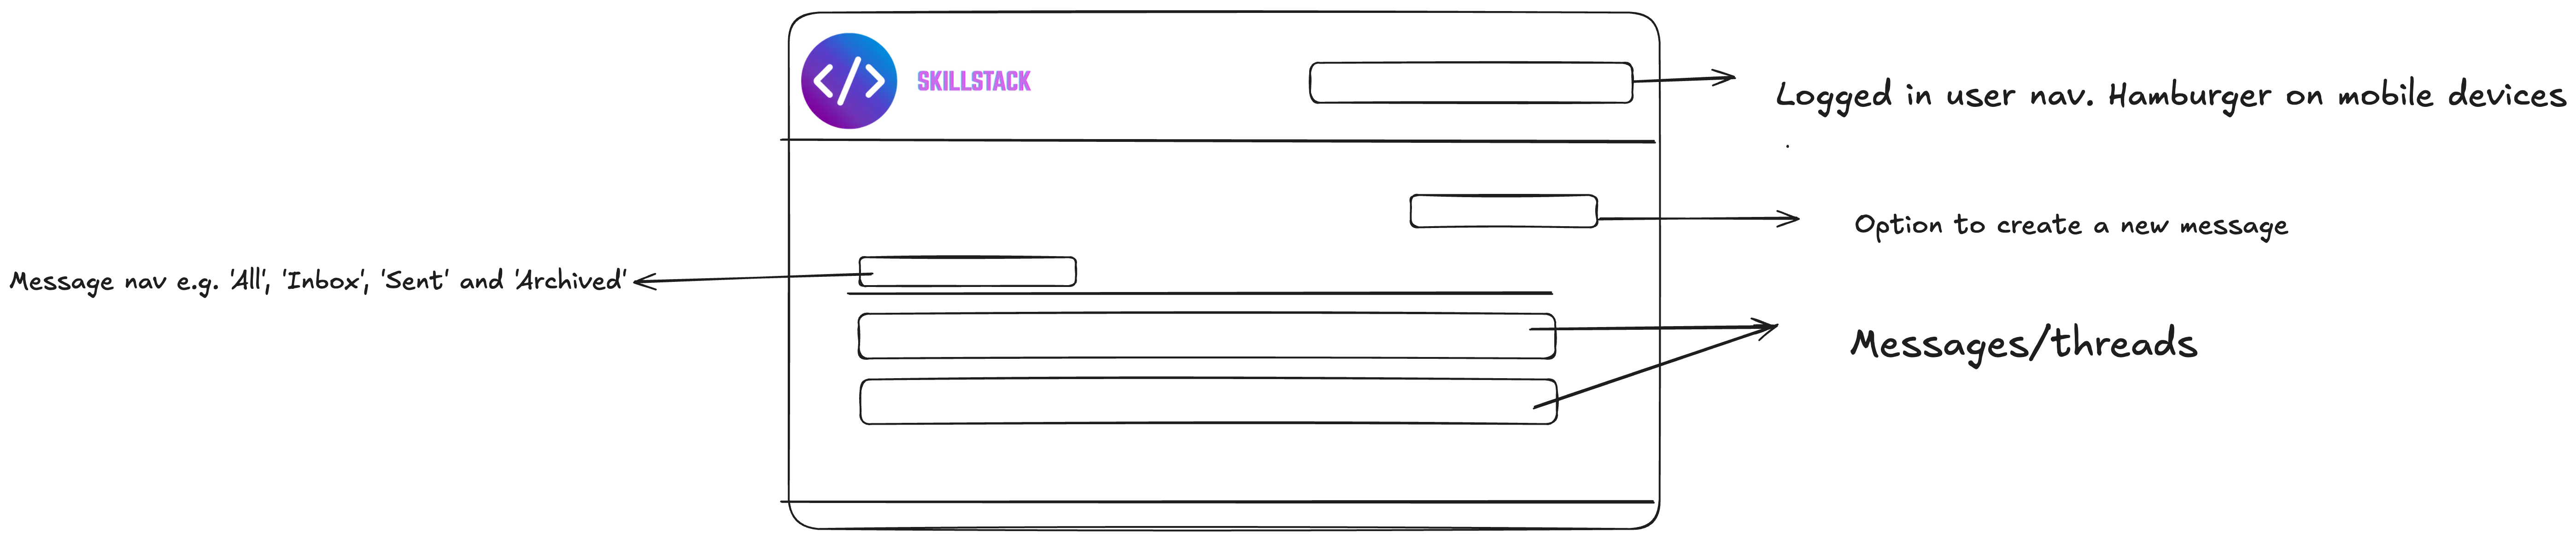 </>
SKILLSTACK
Logged in user nav. Hamburger on mobile devices
Option to create a new message
Message nav e.g. 'All', 'Inbox', 'Sent' and 'Archived'
Messages/threads